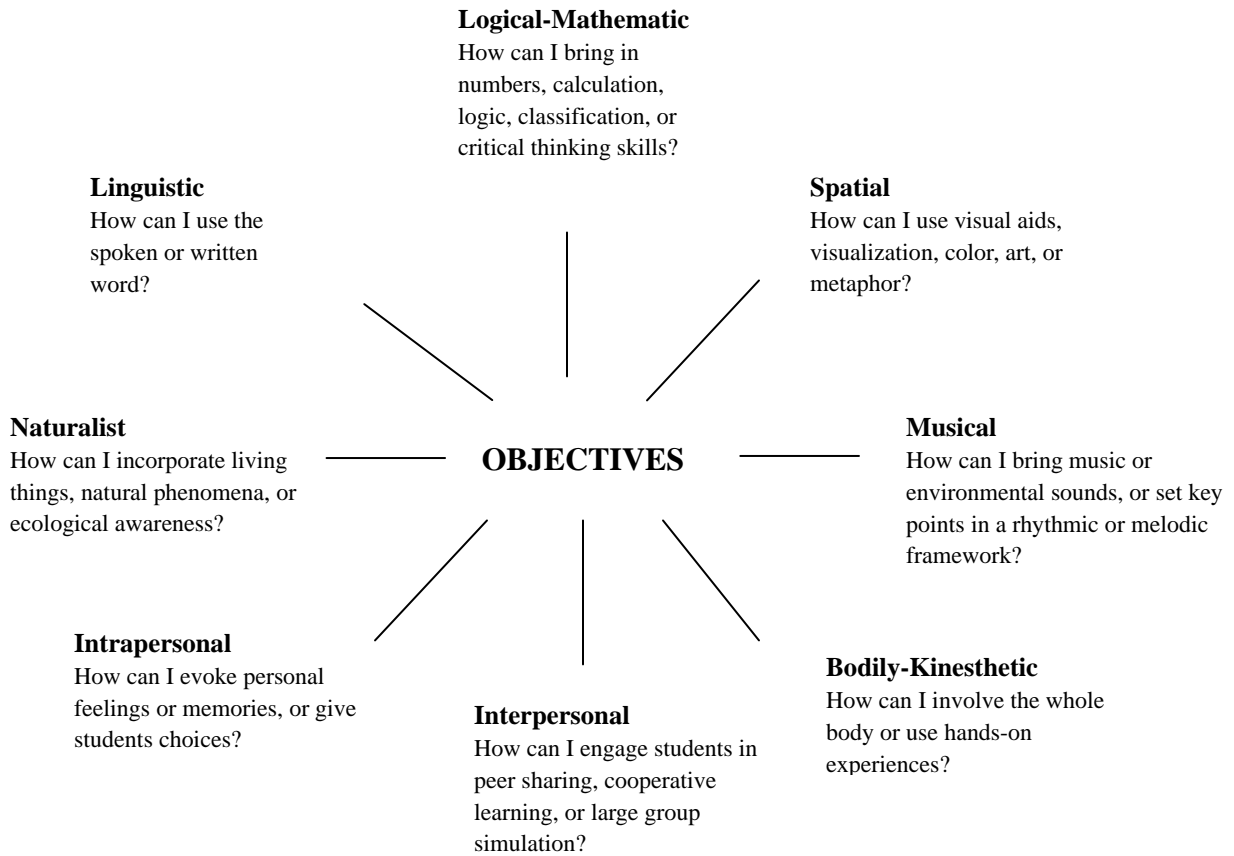 Logical-Mathematic
How can I bring in
numbers, calculation,
logic, classification, or
critical thinking skills?
Linguistic
How can I use the
spoken or written
word?
Spatial
How can I use visual aids,
visualization, color, art, or
metaphor?
Naturalist
How can I incorporate living
things, natural phenomena, or
ecological awareness?
OBJECTIVES
Musical
How can I bring music or
environmental sounds, or set key
points in a rhythmic or melodic
framework?
Intrapersonal
How can I evoke personal
feelings or memories, or give
students choices?
Interpersonal
How can I engage students in
peer sharing, cooperative
learning, or large group
simulation?
Bodily-Kinesthetic
How can I involve the whole
body or use hands-on
experiences?